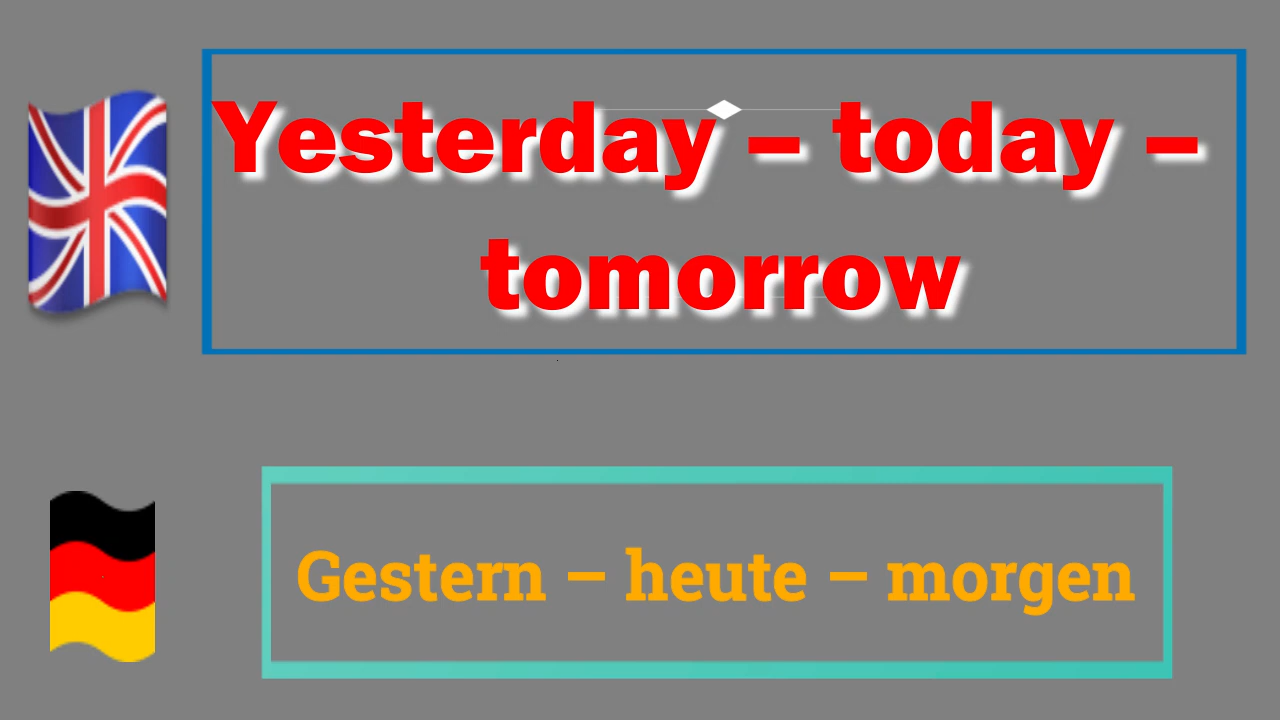 Yesterday – today –
tomorrow
Gestern – heute – morgen